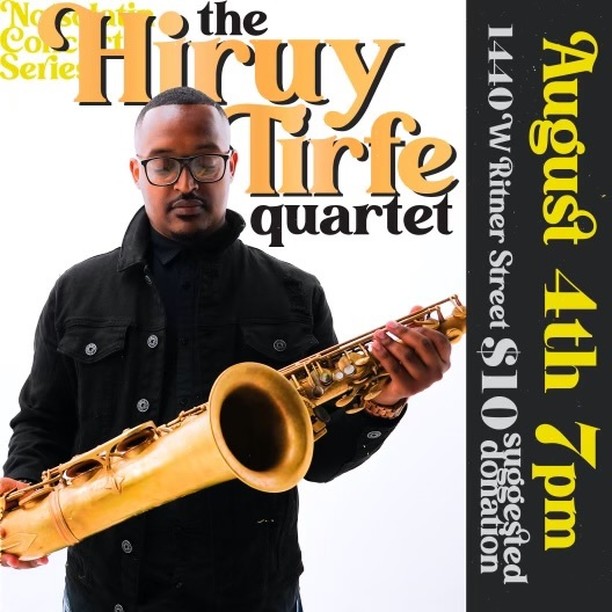 Concert
Series
the
Hiruy
Tirfe
quartet
August 4th 7pm
1440 W Ritner Street $10 suggested
donation